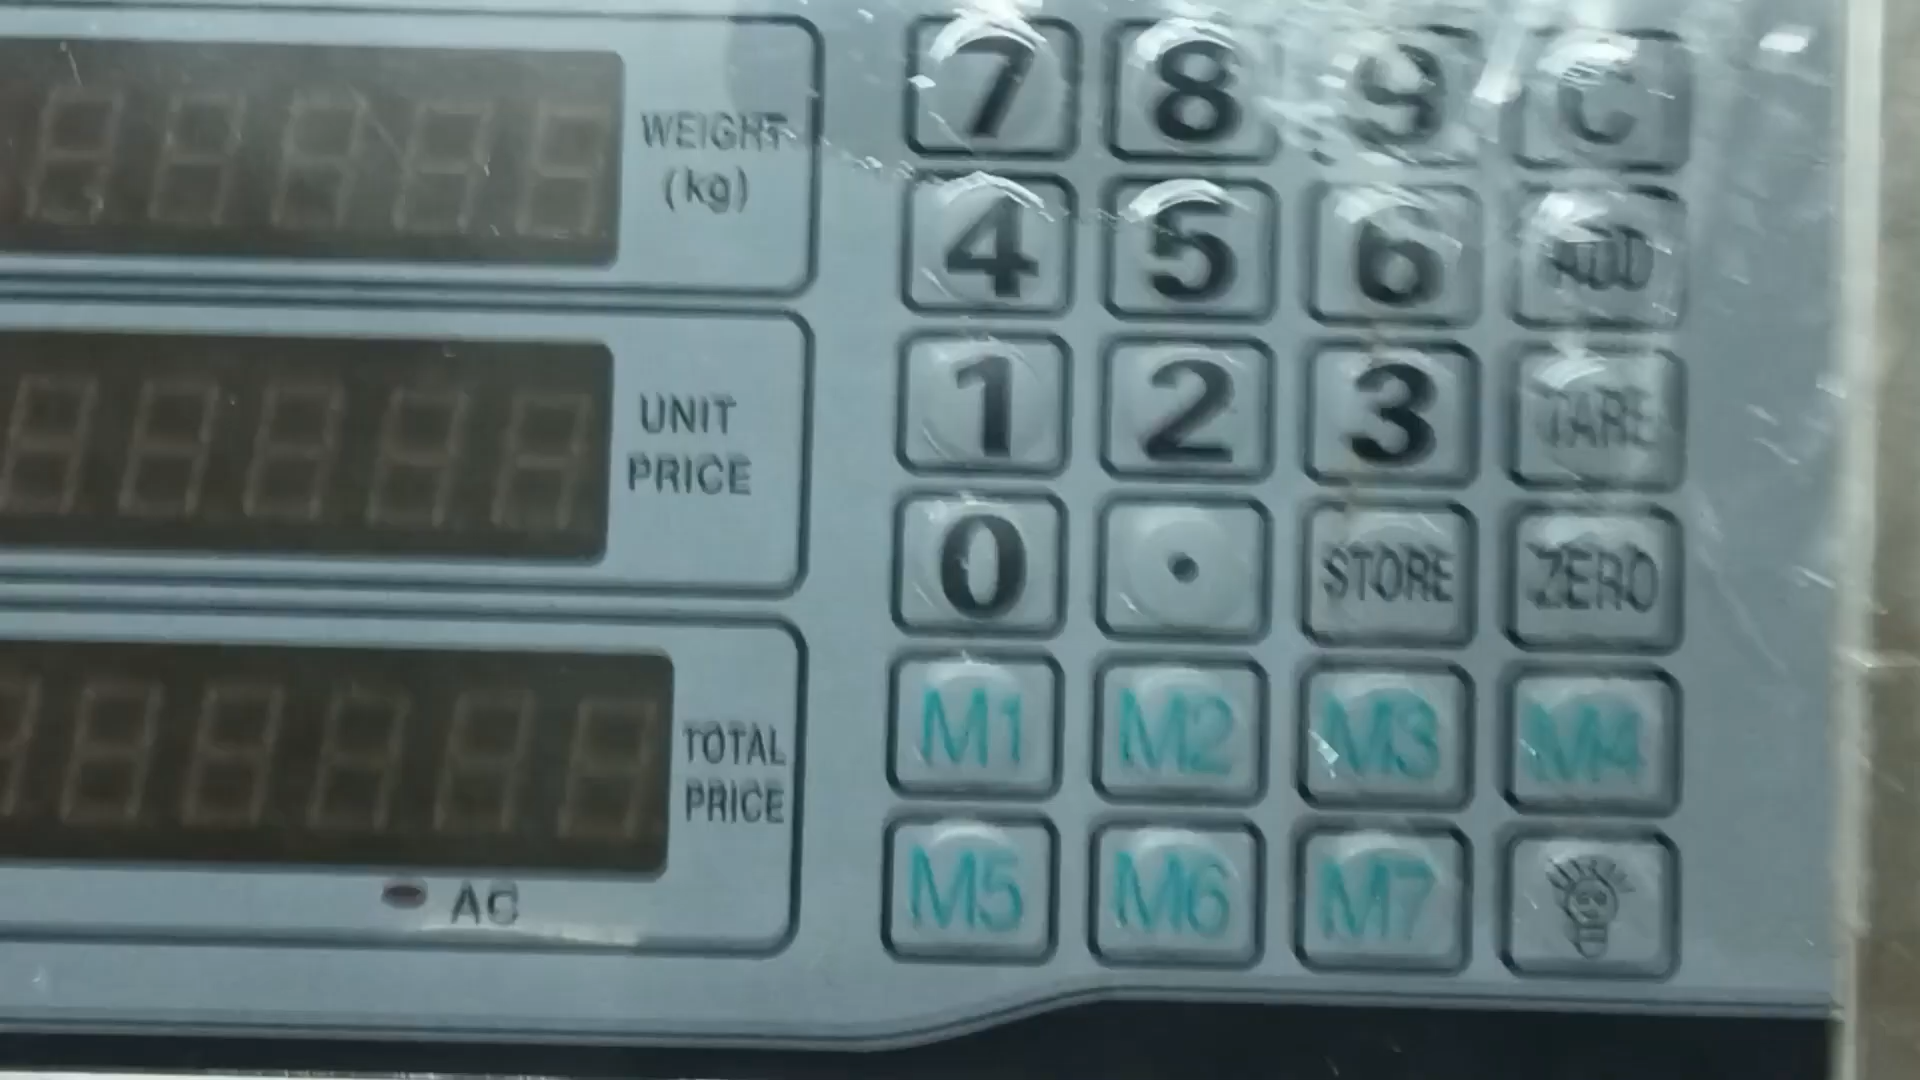 WEIGHT
(kg)
UNIT
PRICE
TOTAL
PRICE
AC
7 8 9 C
4 5 6 ADD
1 2 3 TARE
0 . STORE ZERO
M1 M2 M3 M4
M5 M6 M7